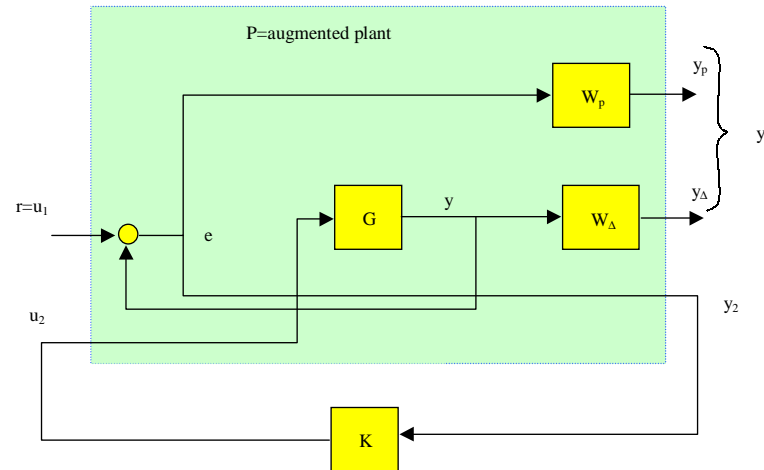 P=augmented plant
y_p
W_p
y
y_Δ
r=u_1
y
G
W_Δ
e
u_2
y_2
K